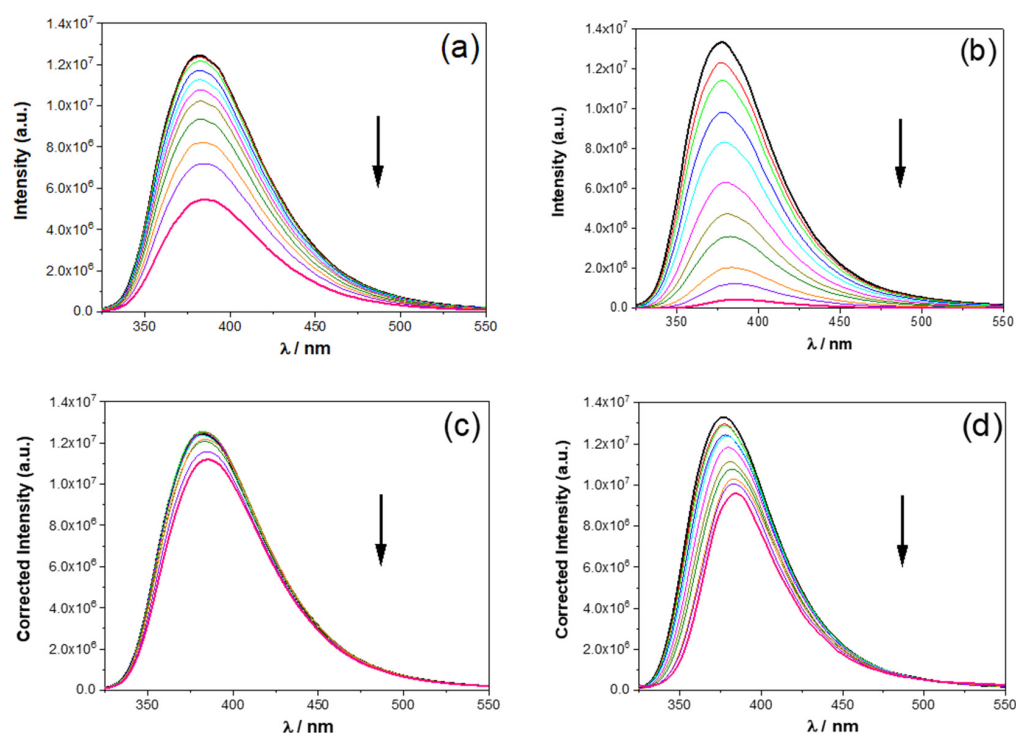 (a)
1.4x10⁷
1.2x10⁷
1.0x10⁷
8.0x10⁶
6.0x10⁶
4.0x10⁶
2.0x10⁶
0.0
Intensity (a.u.)
350 400 450 500 550
λ / nm
(b)
1.4x10⁷
1.2x10⁷
1.0x10⁷
8.0x10⁶
6.0x10⁶
4.0x10⁶
2.0x10⁶
0.0
Intensity (a.u.)
350 400 450 500 550
λ / nm
(c)
1.4x10⁷
1.2x10⁷
1.0x10⁷
8.0x10⁶
6.0x10⁶
4.0x10⁶
2.0x10⁶
0.0
Corrected Intensity (a.u.)
350 400 450 500 550
λ / nm
(d)
1.4x10⁷
1.2x10⁷
1.0x10⁷
8.0x10⁶
6.0x10⁶
4.0x10⁶
2.0x10⁶
0.0
Corrected Intensity (a.u.)
350 400 450 500 550
λ / nm